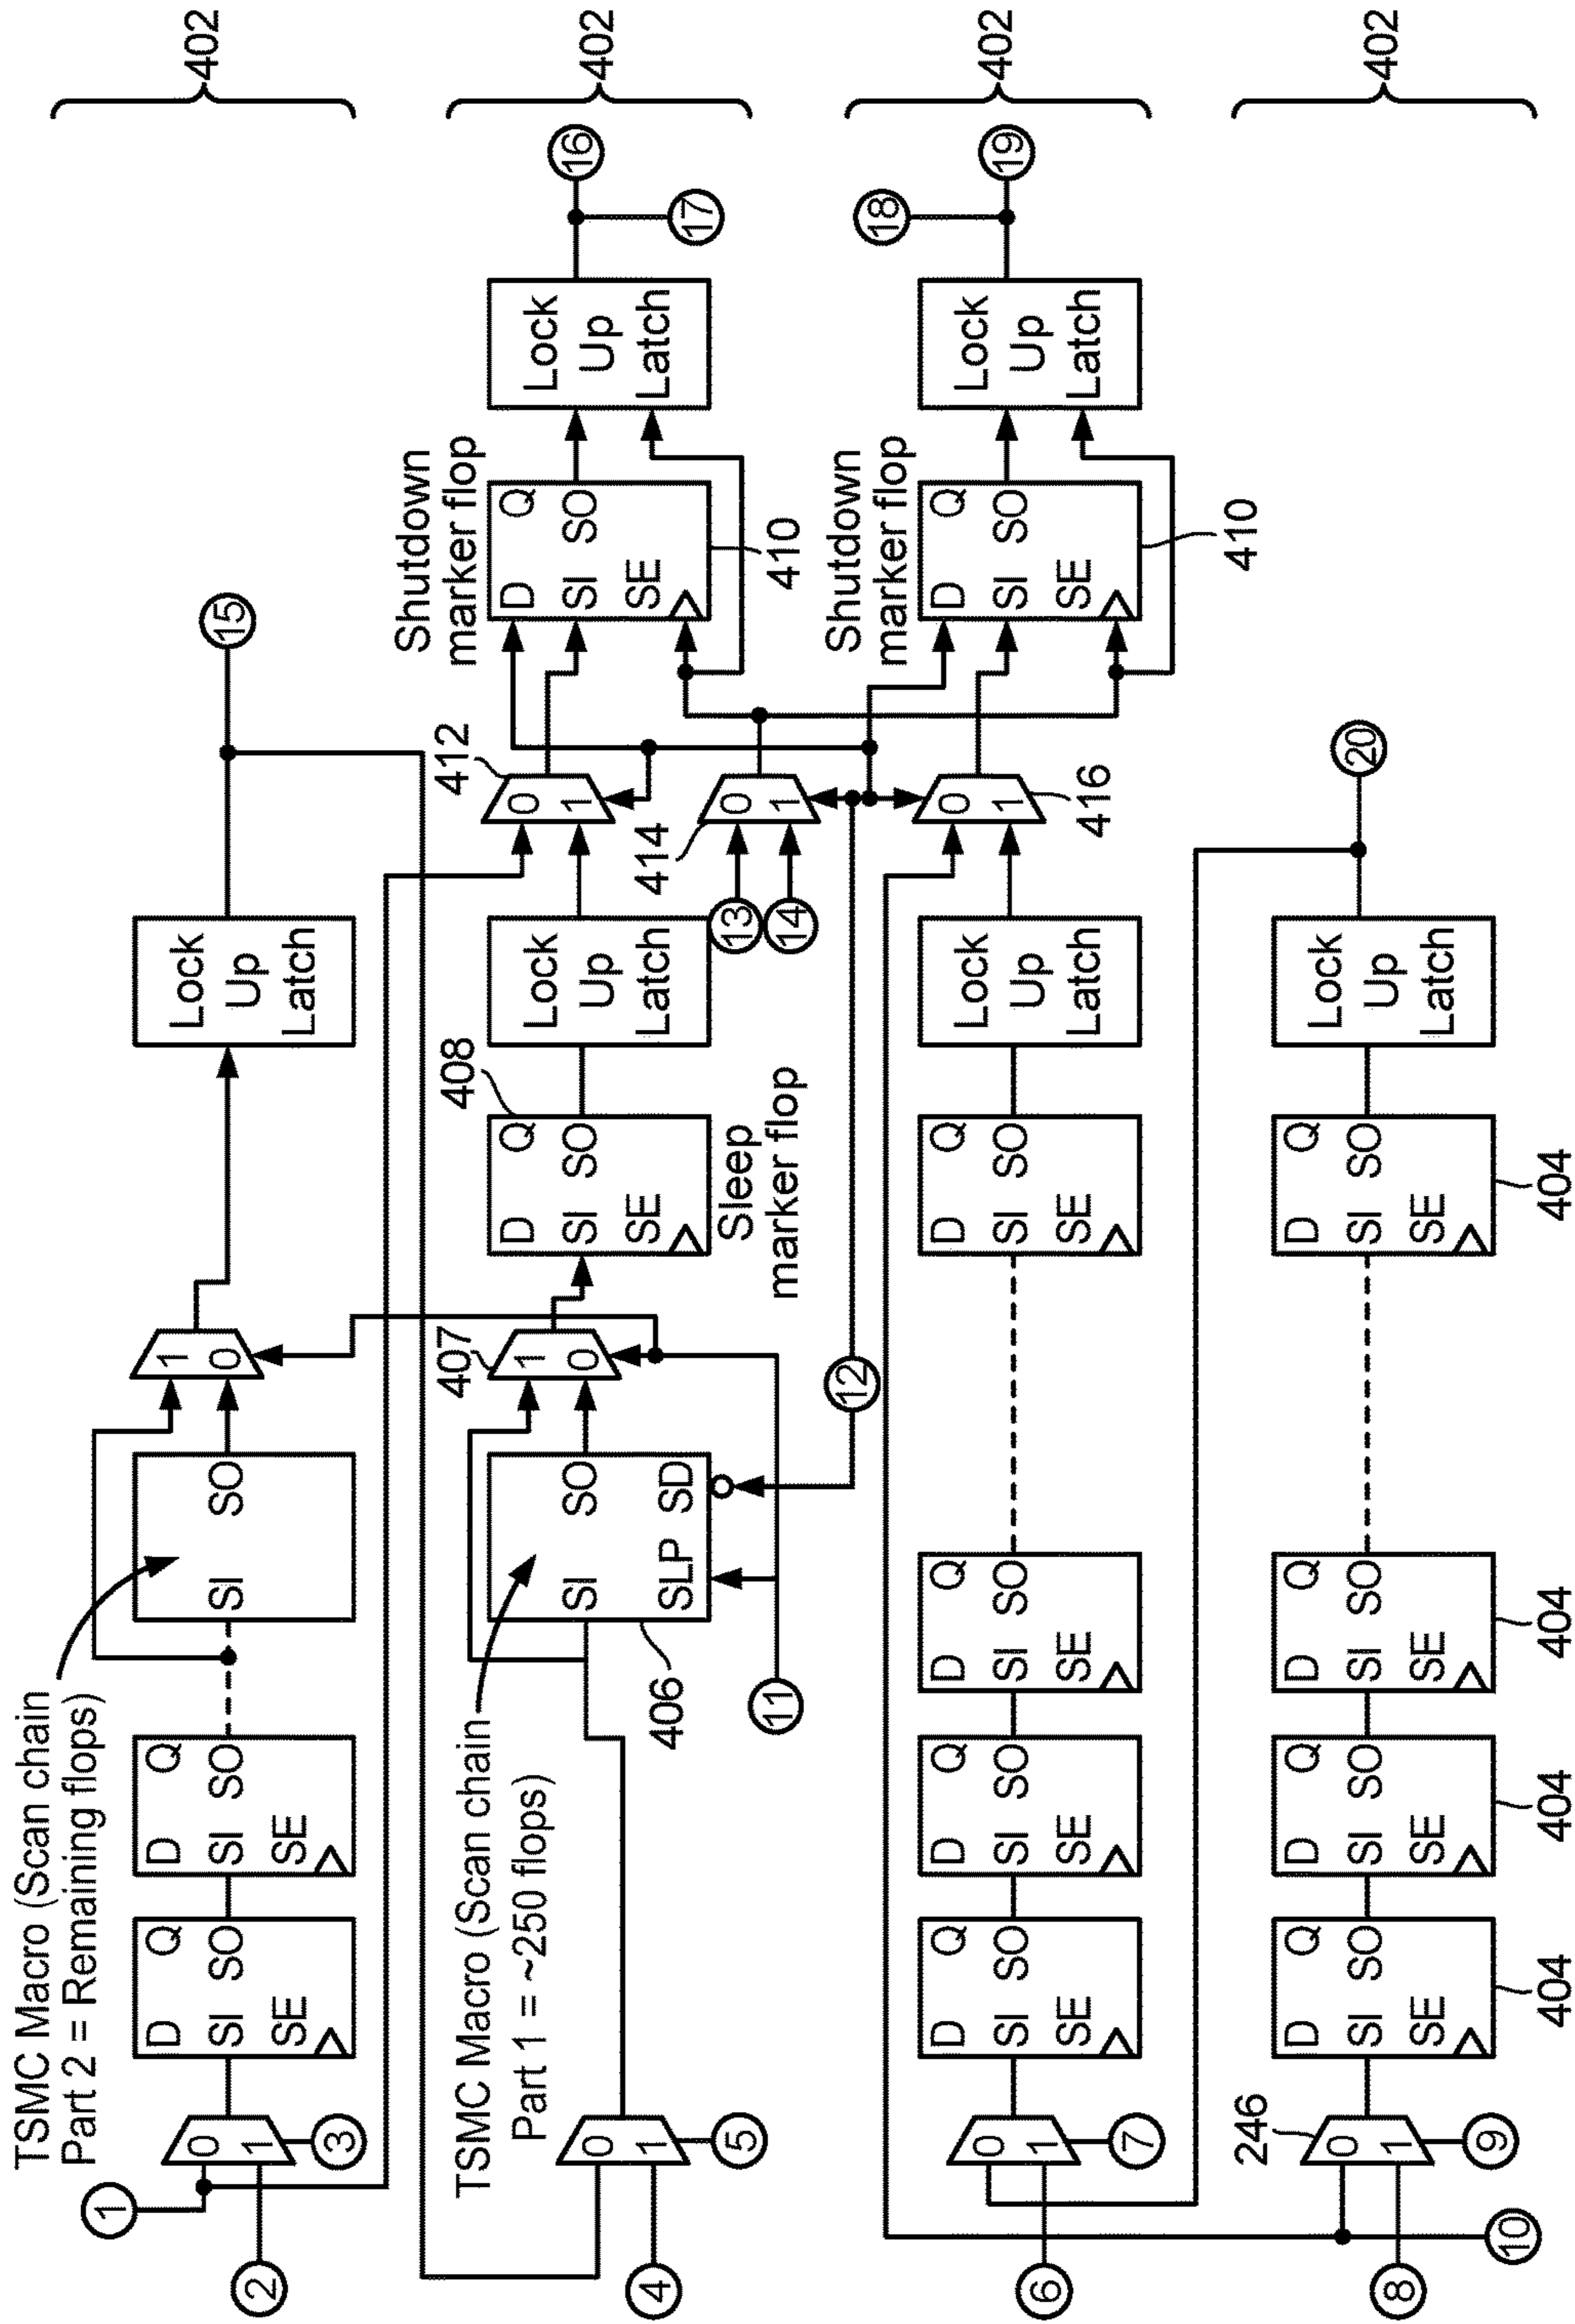 TSMC Macro (Scan chain
Part 2 = Remaining flops)
1
2
0
1
3
D Q
SI SO
SE
D Q
SI SO
SE
SI SO
1
0
Lock
Up
Latch
15
402
TSMC Macro (Scan chain
Part 1 = ~250 flops)
4
0
1
5
SI SO
SLP SD
406
11
407
1
0
408
D Q
SI SO
SE
Sleep
marker flop
Lock
Up
Latch
412
0
1
Shutdown
marker flop
D Q
SI SO
SE
410
Lock
Up
Latch
16
17
402
12
13
14
414
0
1
6
0
1
7
D Q
SI SO
SE
D Q
SI SO
SE
D Q
SI SO
SE
D Q
SI SO
SE
Lock
Up
Latch
0
1
416
Shutdown
marker flop
D Q
SI SO
SE
410
Lock
Up
Latch
18
19
402
10
8
246
0
1
9
D Q
SI SO
SE
404
D Q
SI SO
SE
404
D Q
SI SO
SE
404
D Q
SI SO
SE
404
Lock
Up
Latch
20
402